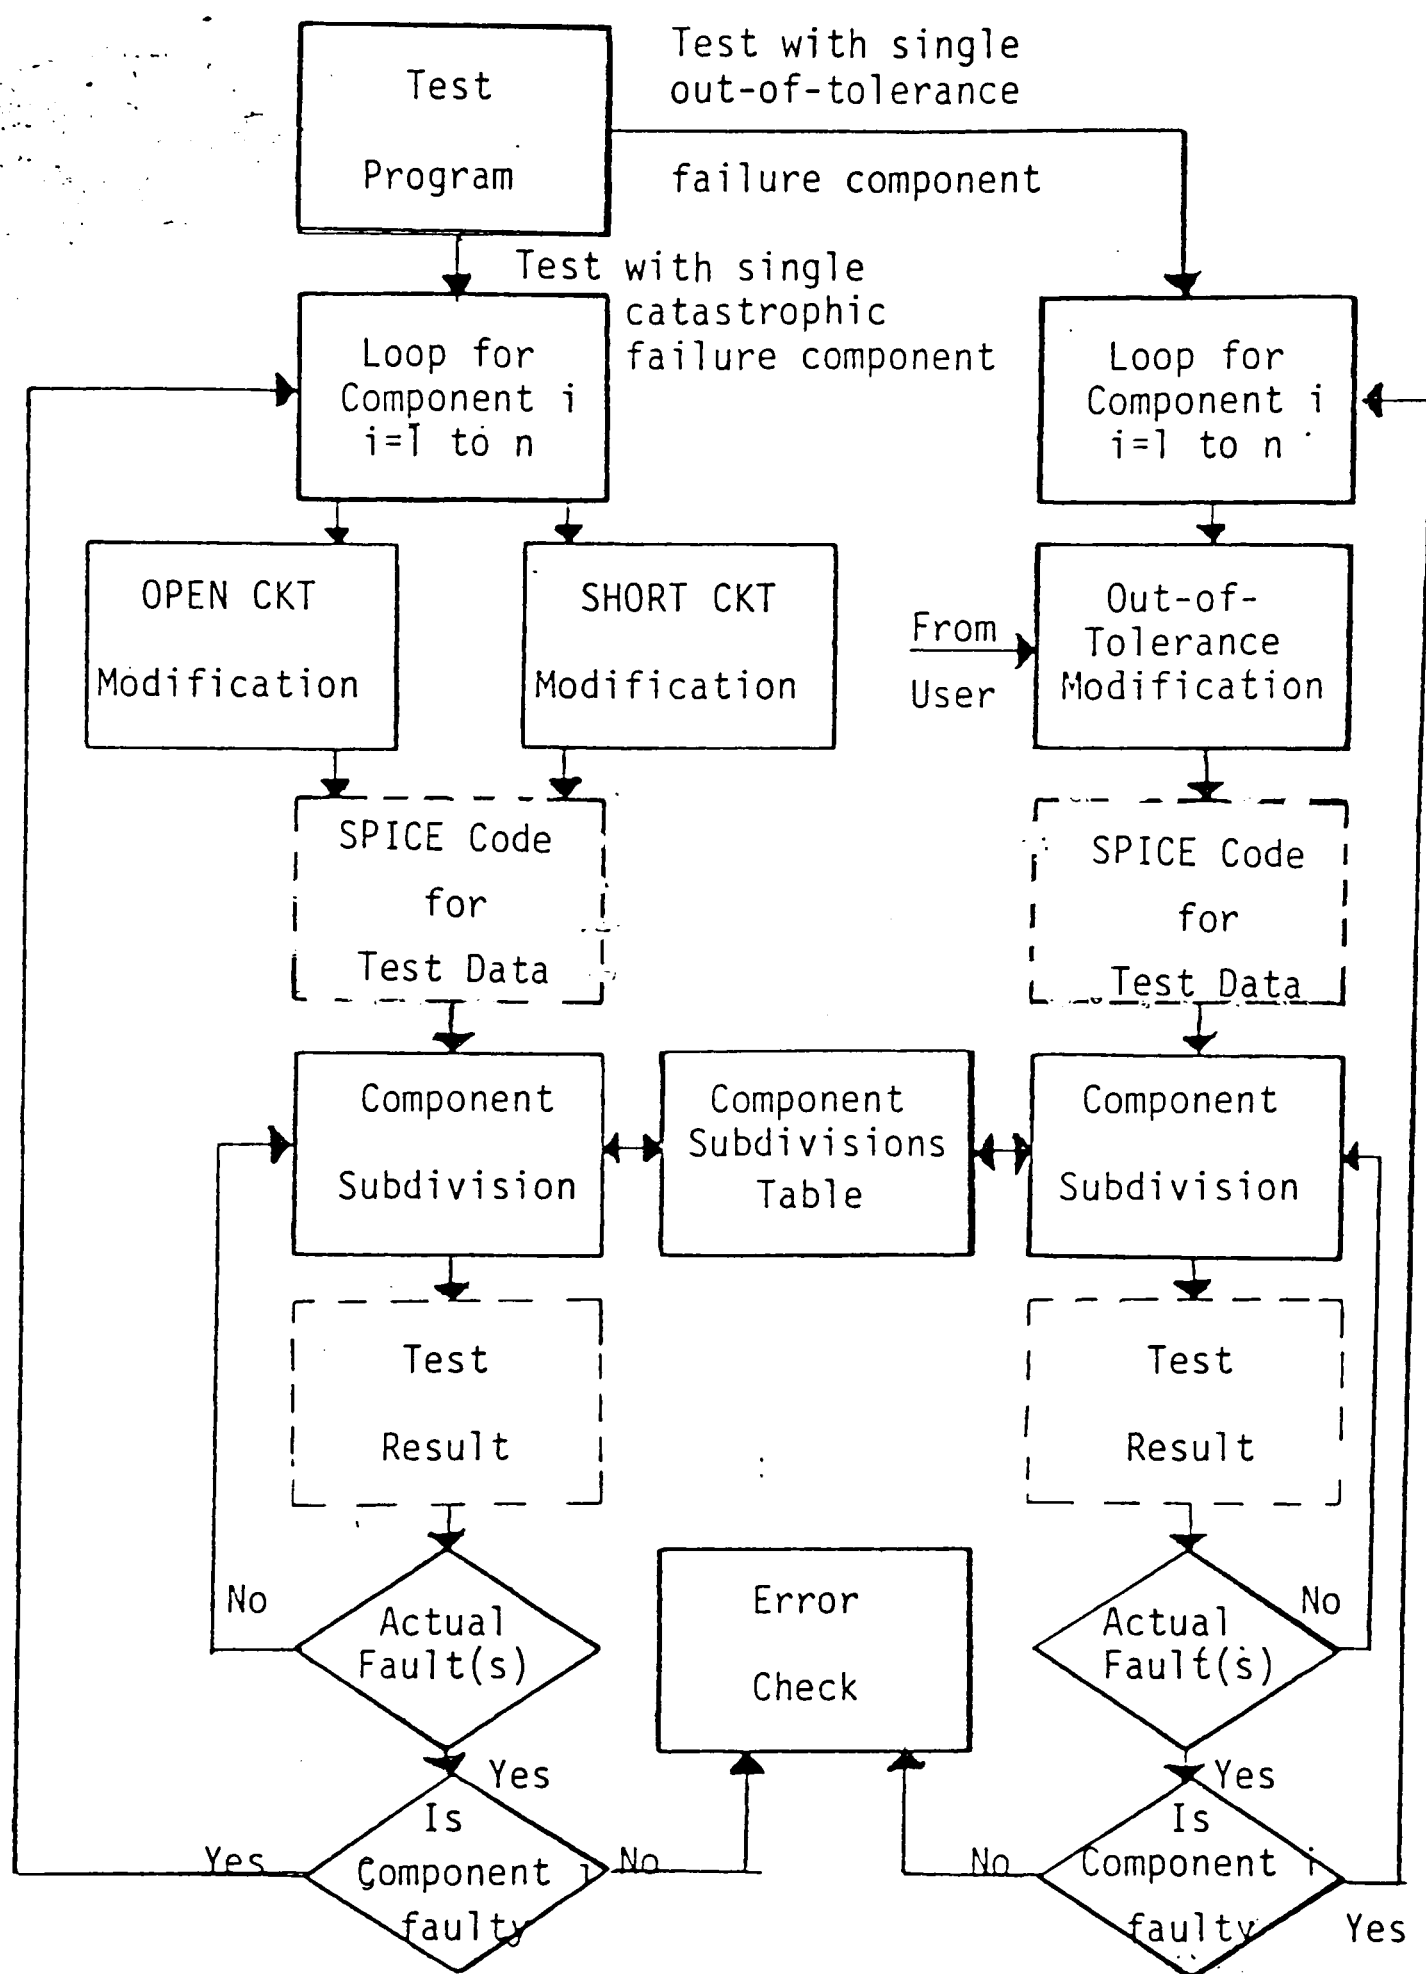 Test
Program
Test with single
out-of-tolerance
failure component
Test with single
catastrophic
failure component
Loop for
Component i
i=1 to n
Loop for
Component i
i=1 to n
OPEN CKT
Modification
SHORT CKT
Modification
From
User
Out-of-
Tolerance
Modification
SPICE Code
for
Test Data
SPICE Code
for
Test Data
Component
Subdivision
Component
Subdivisions
Table
Component
Subdivision
Test
Result
Test
Result
No
Actual
Fault(s)
Error
Check
Actual
Fault(s)
No
Yes
Yes
Yes
Is
Component i
faulty
No
No
Is
Component i
faulty
Yes